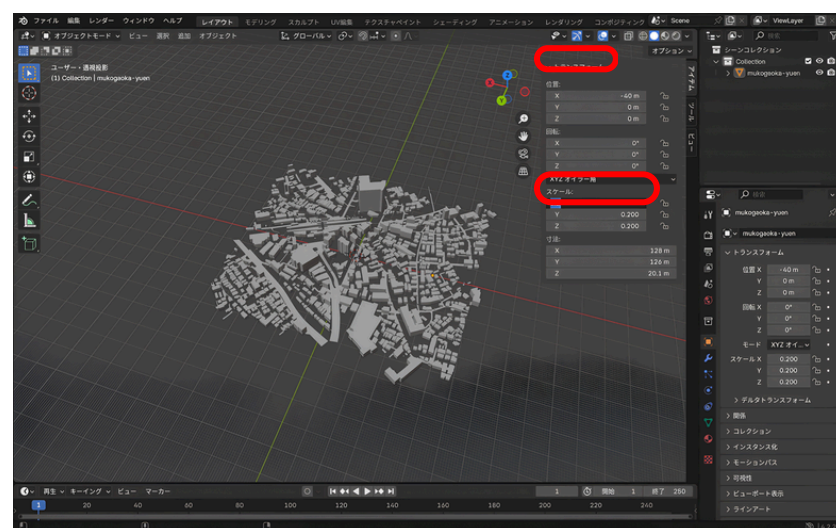 ファイル 編集 レンダー ウィンドウ ヘルプ レイアウト モデリング スカルプト UV編集 テクスチャペイント シェーディング アニメーション レンダリング コンポジティング Scene ViewLayer
オブジェクトモード ビュー 選択 追加 オブジェクト グローバル
オプション
ユーザー・透視投影
(1) Collection | mukogaoka-yuen
トランスフォーム
位置:
X -40 m
Y 0 m
Z 0 m
回転:
X 0°
Y 0°
Z 0°
XYZ オイラー角
スケール:
Y 0.200
Z 0.200
寸法:
X 128 m
Y 126 m
Z 20.1 m
アイテム
ツール
ビュー
シーンコレクション
Collection
mukogaoka-yuen
検索
mukogaoka-yuen
mukogaoka-yuen
トランスフォーム
位置 X -40 m
Y 0 m
Z 0 m
回転 X 0°
Y 0°
Z 0°
モード XYZ オイ...
スケール X 0.200
Y 0.200
Z 0.200
デルタトランスフォーム
関係
コレクション
インスタンス化
モーションパス
可視性
ビューポート表示
ラインアート
再生 キーイング ビュー マーカー 1 開始 1 終了 250
1 20 40 60 80 100 120 140 160 180 200 220 240